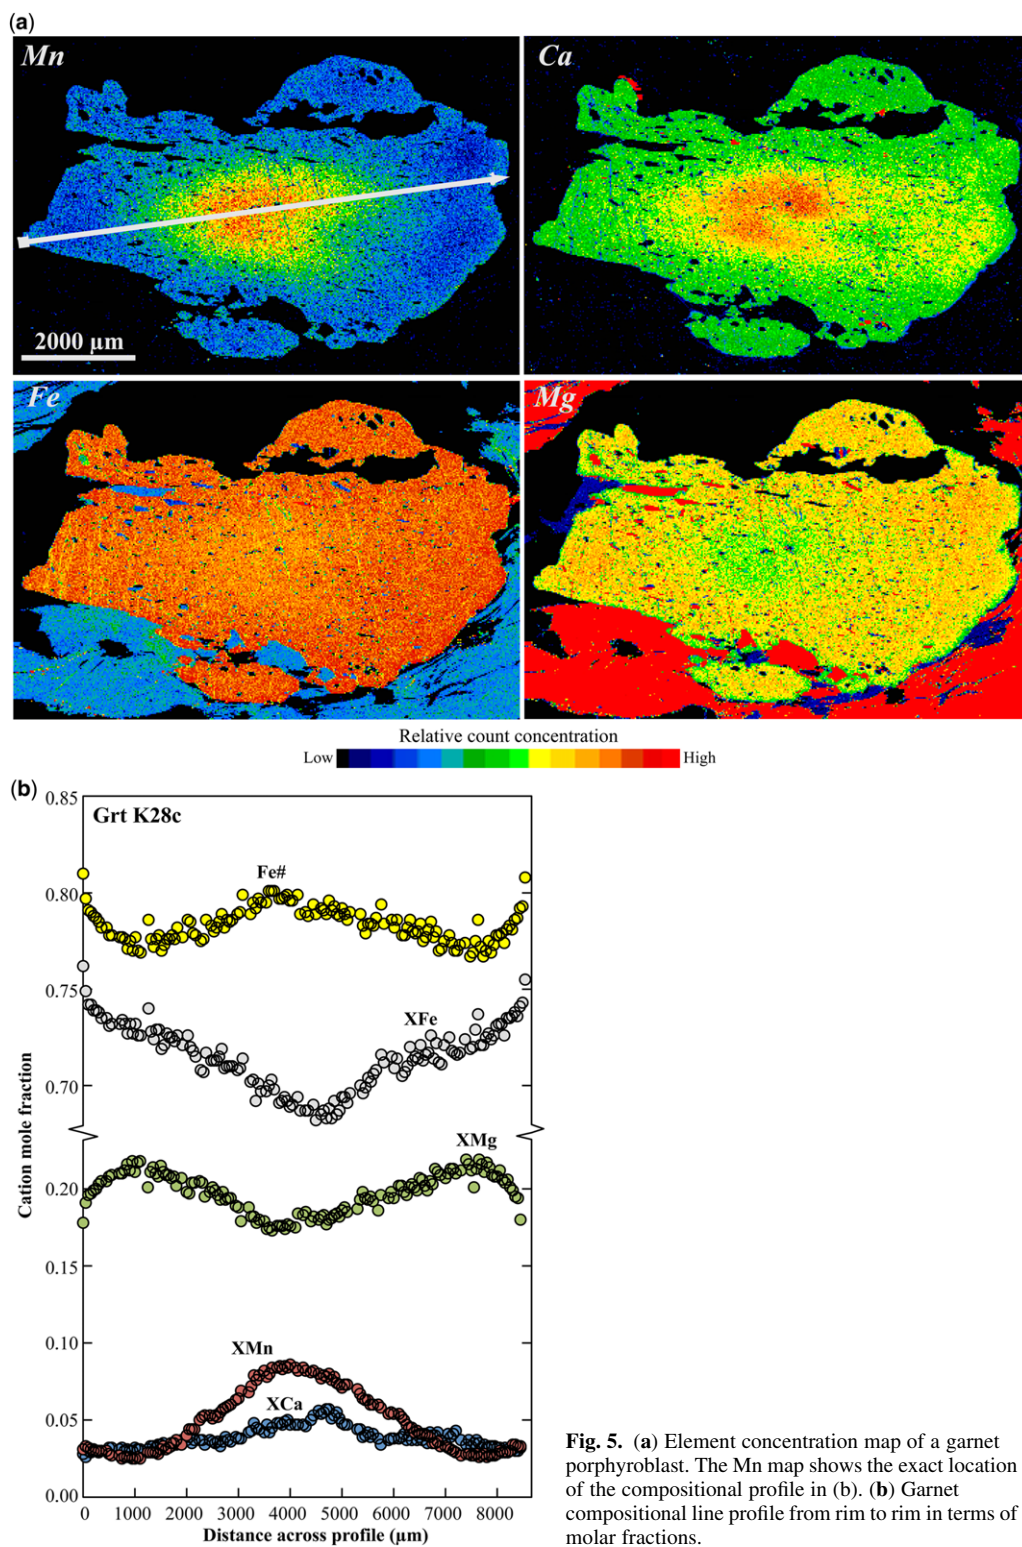 (a)
Mn
Ca
2000 µm
Fe
Mg
Relative count concentration
Low
High
(b)
0.85
Grt K28c
Fe#
0.80
0.75
XFe
0.70
Cation mole fraction
XMg
0.20
0.15
0.10
XMn
XCa
0.05
0.00
0 1000 2000 3000 4000 5000 6000 7000 8000
Distance across profile (µm)
Fig. 5. (a) Element concentration map of a garnet
porphyroblast. The Mn map shows the exact location
of the compositional profile in (b). (b) Garnet
compositional line profile from rim to rim in terms of
molar fractions.